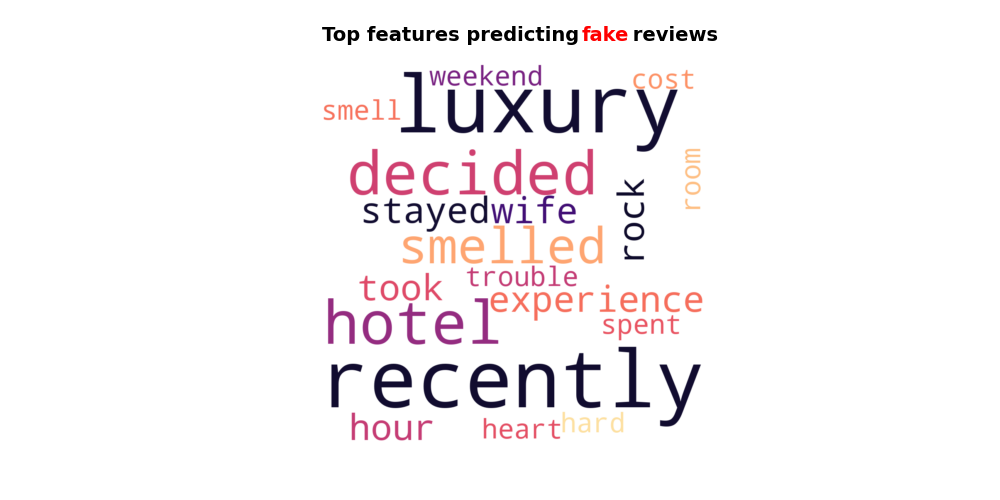 Top features predicting fake reviews
weekend
cost
luxury
smell
decided
room
rock
stayed
wife
smelled
trouble
took
experience
hotel
spent
recently
hour
heart
hard